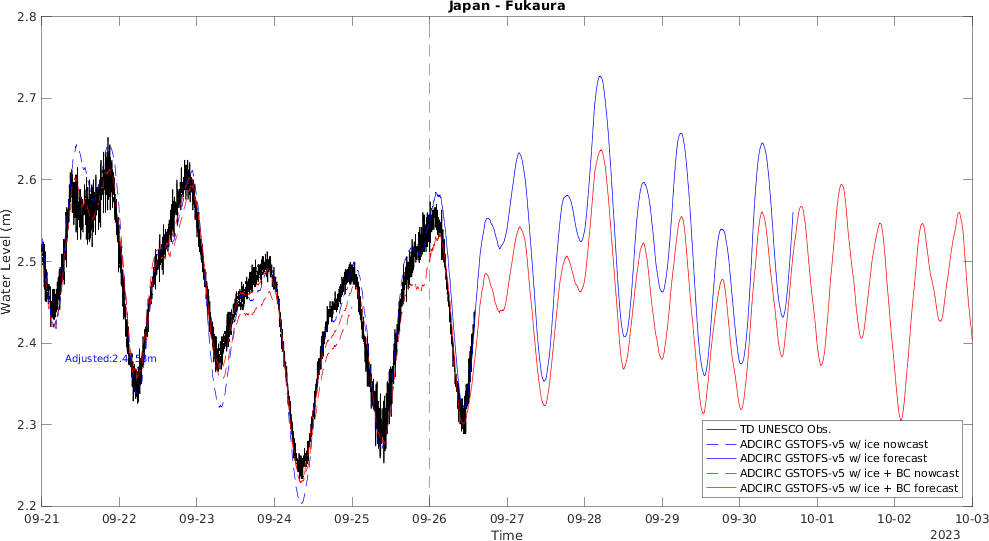 Japan - Fukaura
2.8
2.7
2.6
2.5
2.4
2.3
2.2
Water Level (m)
09-21
09-22
09-23
09-24
09-25
09-26
09-27
09-28
09-29
09-30
10-01
10-02
10-03
Time
2023
TD UNESCO Obs.
ADCIRC GSTOFS-v5 w/ ice nowcast
ADCIRC GSTOFS-v5 w/ ice forecast
ADCIRC GSTOFS-v5 w/ ice + BC nowcast
ADCIRC GSTOFS-v5 w/ ice + BC forecast